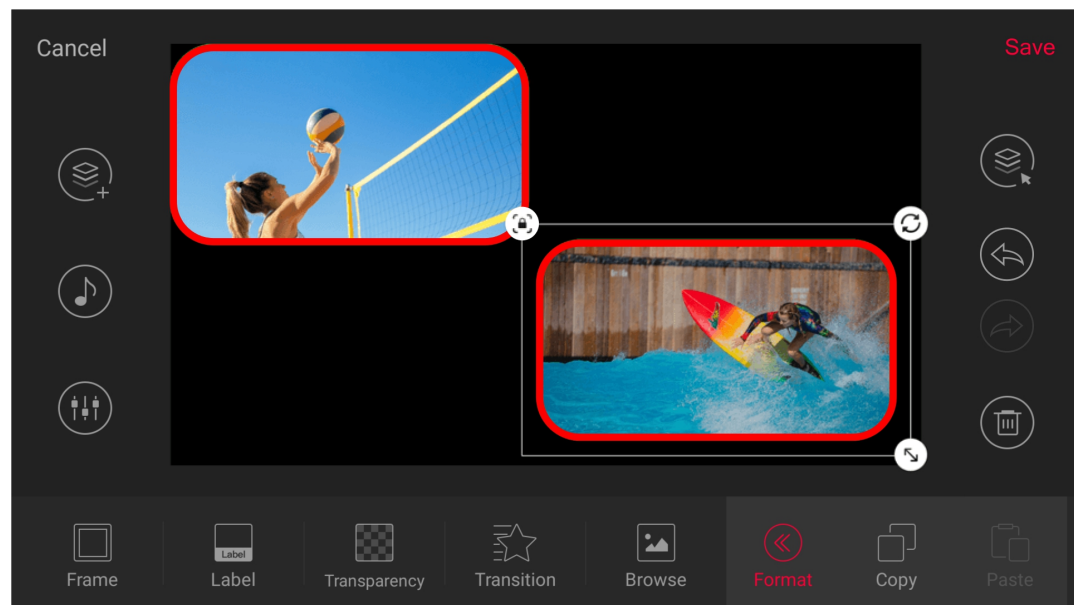 Cancel
Save
Label
Frame
Label
Transparency
Transition
Browse
Format
Copy
Paste